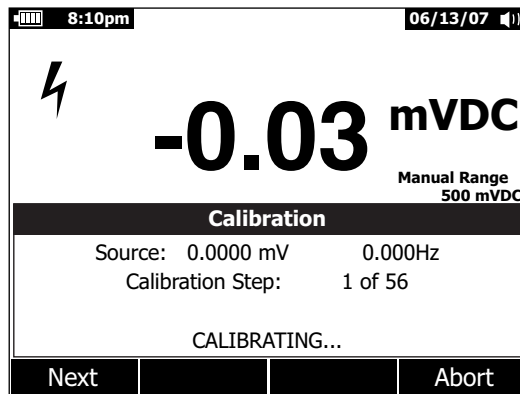 8:10pm 06/13/07
-0.03 mVDC
Manual Range
500 mVDC
Calibration
Source: 0.0000 mV 0.000Hz
Calibration Step: 1 of 56
CALIBRATING...
Next Abort